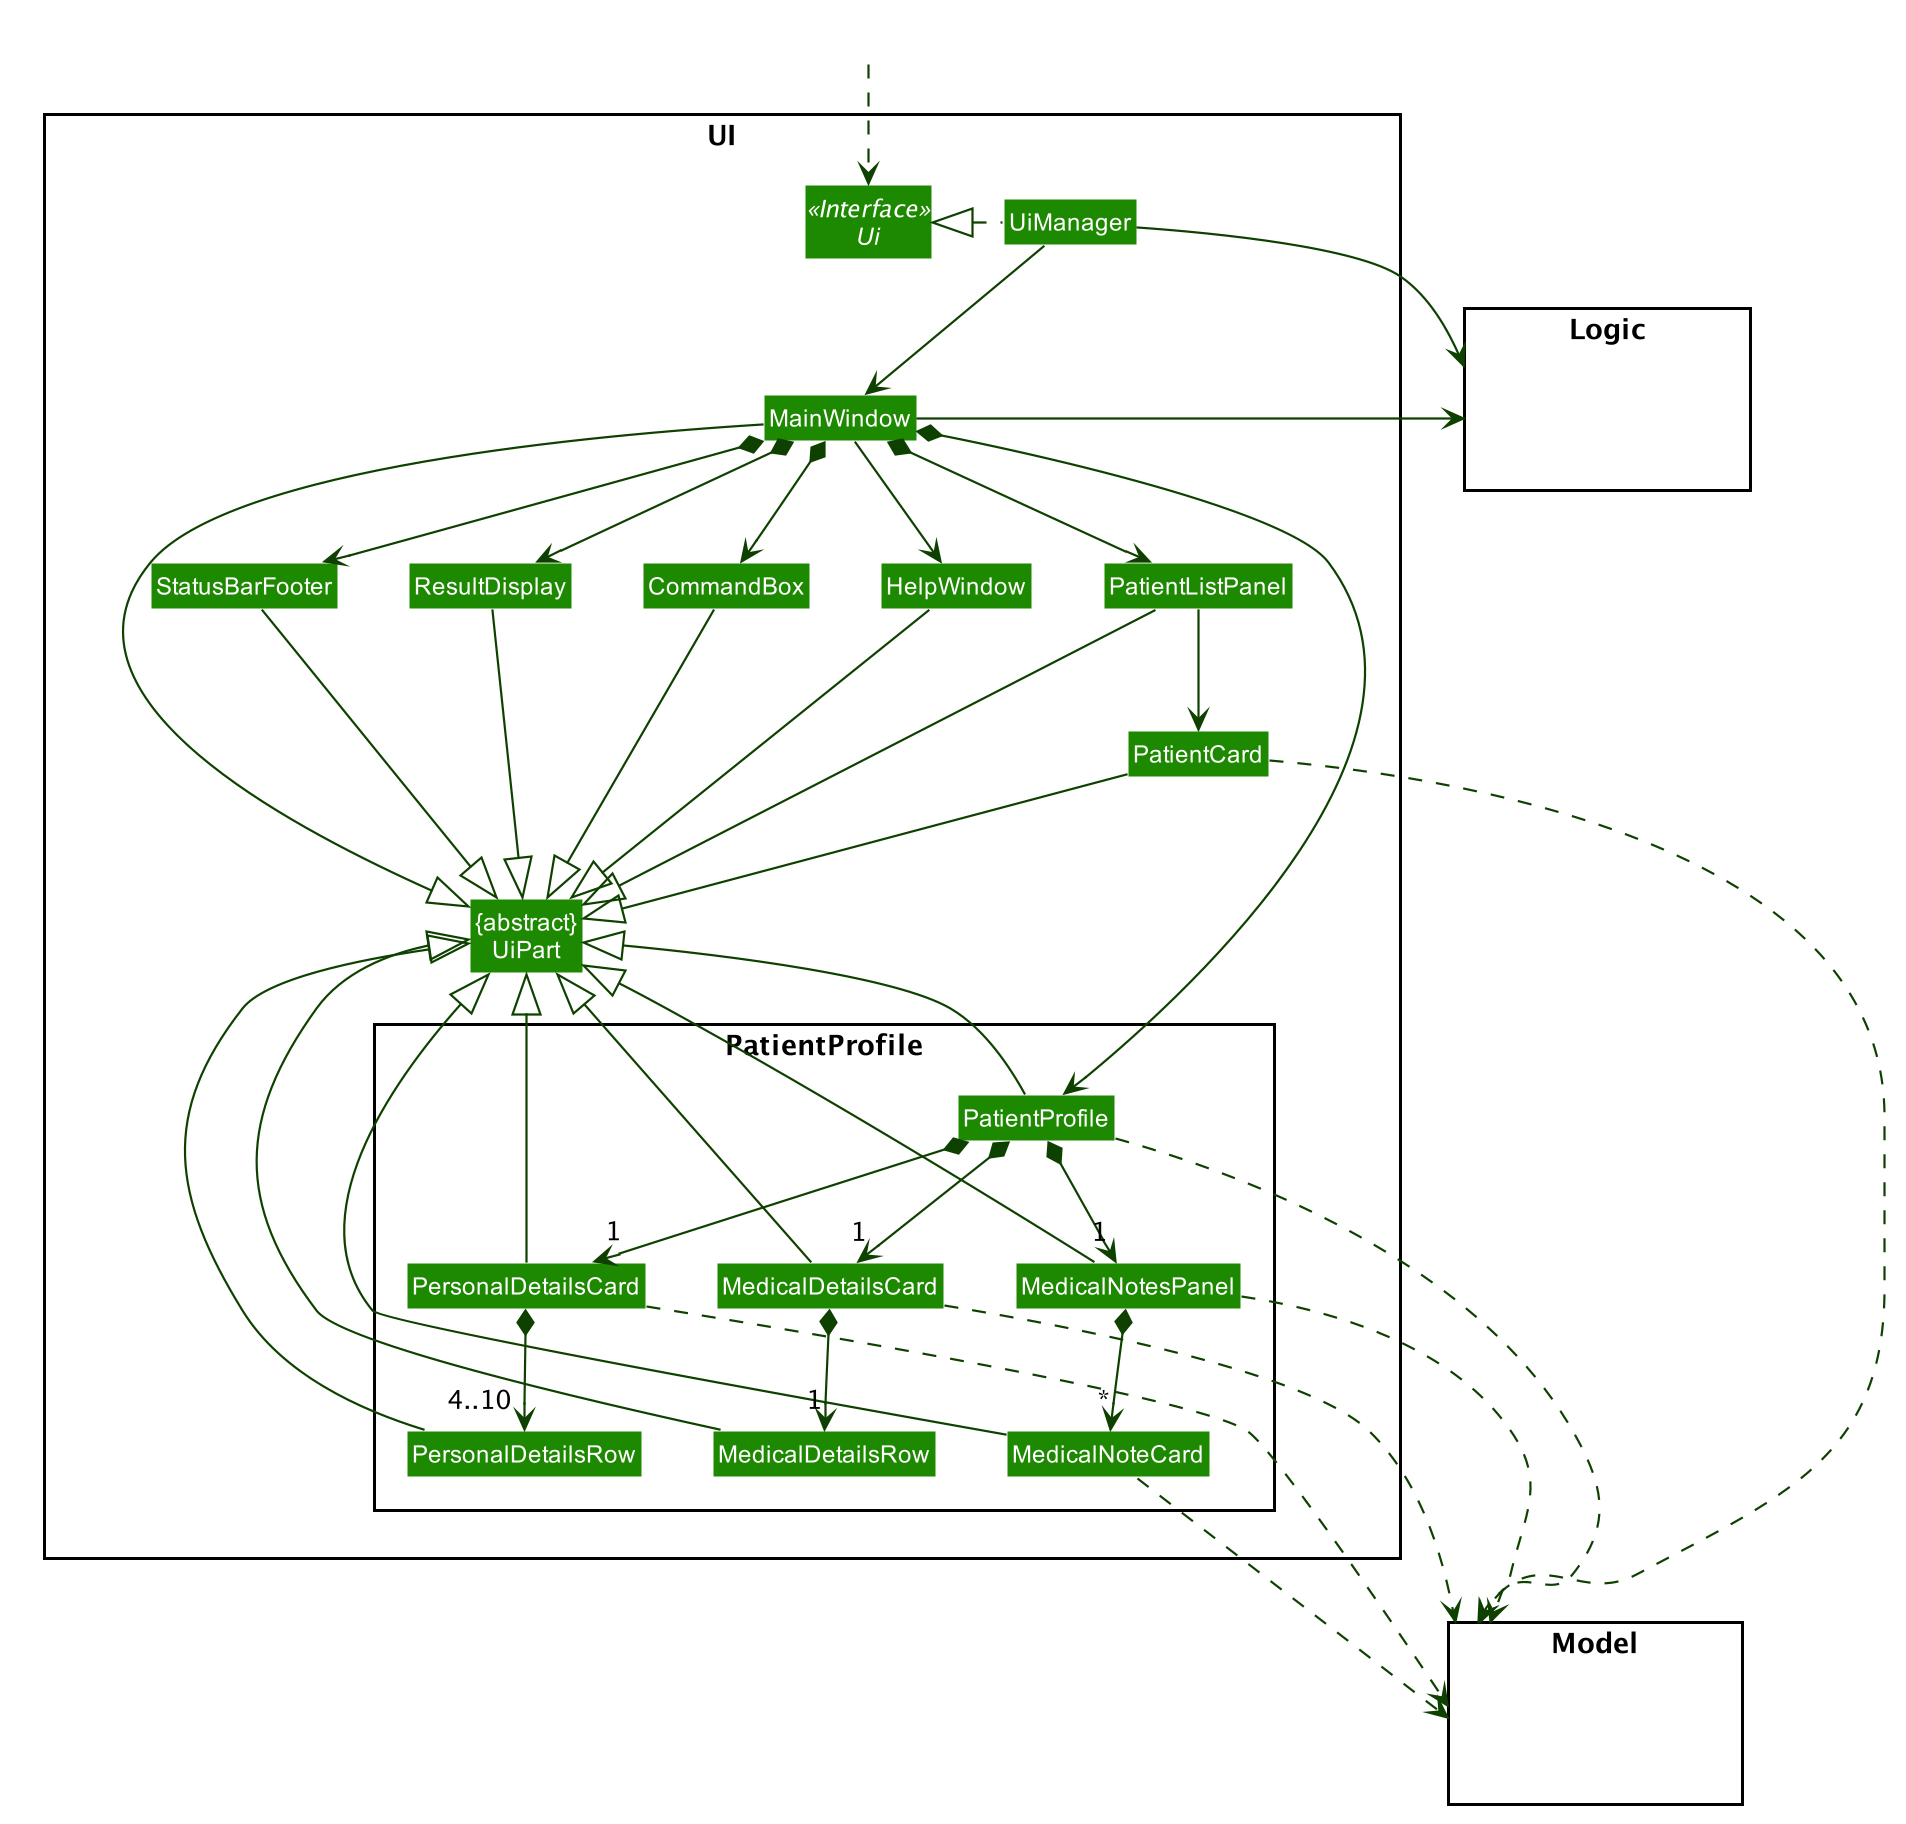 UI
«Interface»
Ui
UiManager
Logic
MainWindow
StatusBarFooter
ResultDisplay
CommandBox
HelpWindow
PatientListPanel
PatientCard
{abstract}
UiPart
PatientProfile
PatientProfile
1
1
1
PersonalDetailsCard
MedicalDetailsCard
MedicalNotesPanel
4..10
1
*
PersonalDetailsRow
MedicalDetailsRow
MedicalNoteCard
Model